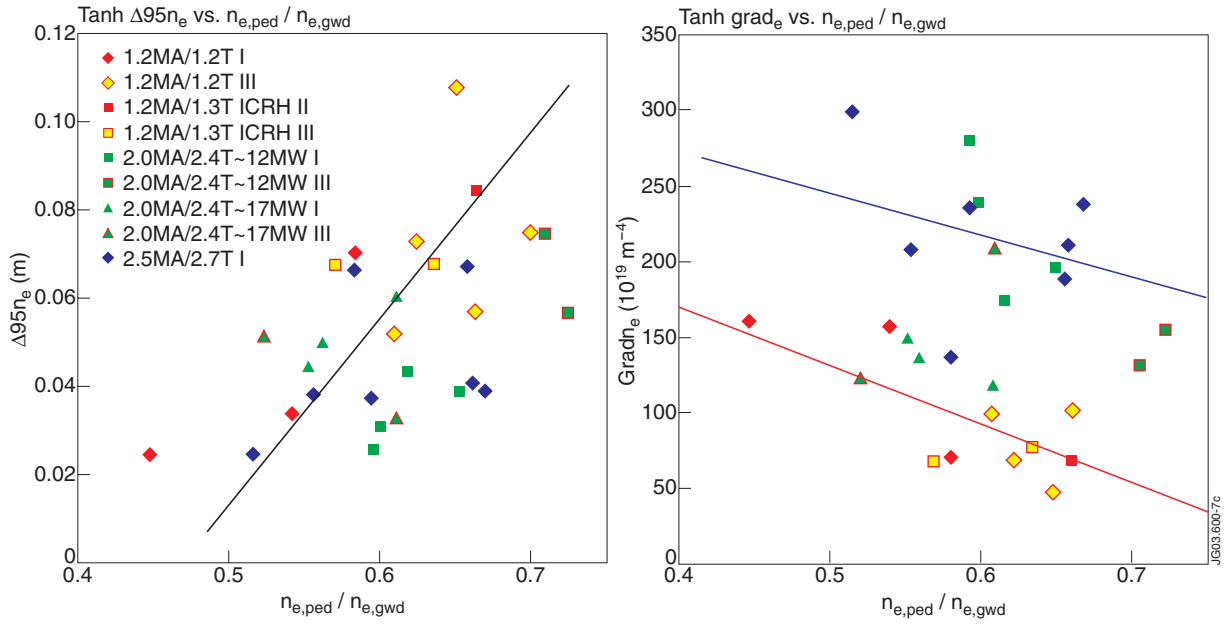 Tanh Δ95nₑ vs. nₑ,ped / nₑ,gwd
0.12
0.10
0.08
0.06
0.04
0.02
0
Δ95nₑ (m)
1.2MA/1.2T I
1.2MA/1.2T III
1.2MA/1.3T ICRH II
1.2MA/1.3T ICRH III
2.0MA/2.4T~12MW I
2.0MA/2.4T~12MW III
2.0MA/2.4T~17MW I
2.0MA/2.4T~17MW III
2.5MA/2.7T I
0.4 0.5 0.6 0.7
nₑ,ped / nₑ,gwd
Tanh gradₑ vs. nₑ,ped / nₑ,gwd
350
300
250
200
150
100
50
0
Gradnₑ (10¹⁹ m⁻⁴)
0.4 0.5 0.6 0.7
nₑ,ped / nₑ,gwd
JG03.600-7c